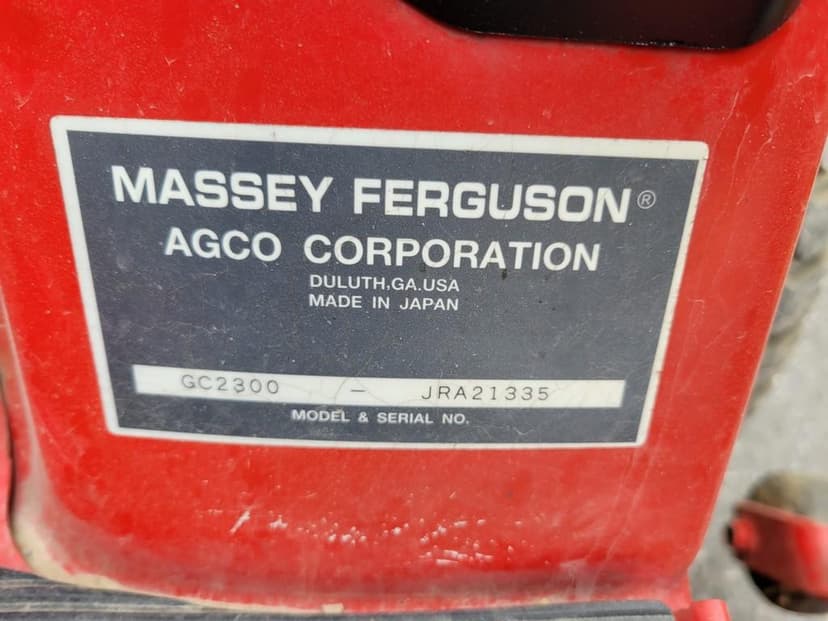 MASSEY FERGUSON®
AGCO CORPORATION
DULUTH,GA.USA
MADE IN JAPAN
GC2300 – JRA21335
MODEL & SERIAL NO.